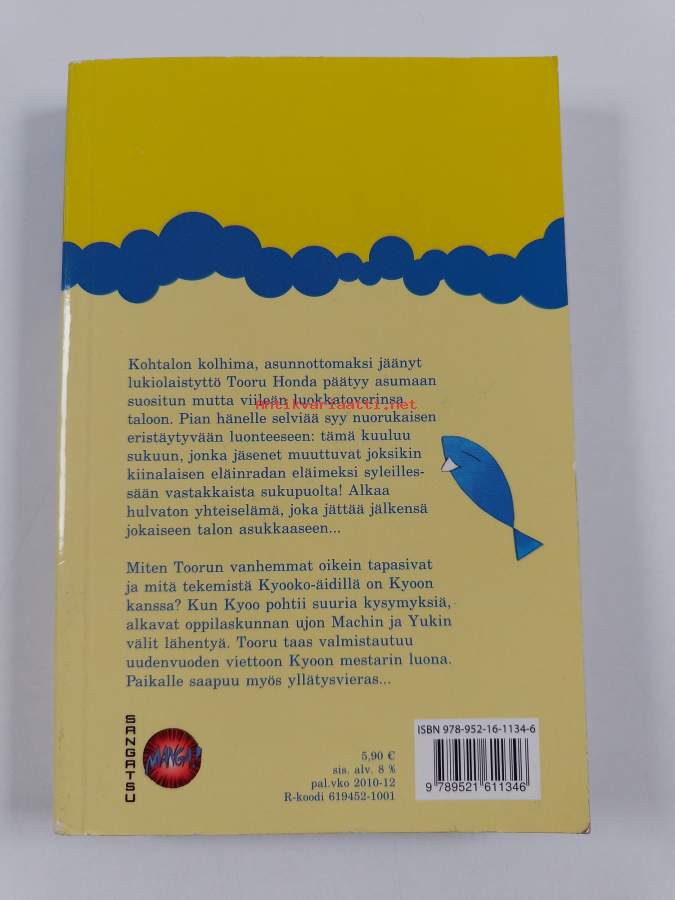 Kohtalon kolhima, asunnottomaksi jäänyt
lukiolaistyttö Tooru Honda päätyy asumaan
suositun mutta viileän luokkatoverinsa
Antikvariaatti.net
taloon. Pian hänelle selviää syy nuorukaisen
eristäytyvään luonteeseen: tämä kuuluu
sukuun, jonka jäsenet muuttuvat joksikin
kiinalaisen eläinradan eläimeksi syleilles-
sään vastakkaista sukupuolta! Alkaa
hulvaton yhteiselämä, joka jättää jälkensä
jokaiseen talon asukkaaseen...
Miten Toorun vanhemmat oikein tapasivat
ja mitä tekemistä Kyooko-äidillä on Kyoon
kanssa? Kun Kyoo pohtii suuria kysymyksiä,
alkavat oppilaskunnan ujon Machin ja Yukin
välit lähentyä. Tooru taas valmistautuu
uudenvuoden viettoon Kyoon mestarin luona.
Paikalle saapuu myös yllätysvieras...
SANGATSU
MANGA!
5,90 €
sis. alv. 8 %
pal.vko 2010-12
R-koodi 619452-1001
ISBN 978-952-16-1134-6
9 789521 611346